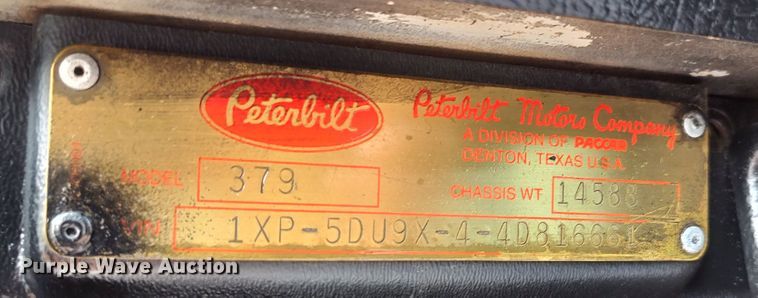 Peterbilt
Peterbilt Motors Company
A DIVISION OF PACCAR
DENTON, TEXAS U.S.A.
MODEL 379
CHASSIS WT 14588
VIN 1XP-5DU9X-4-4D816661
Purple Wave Auction